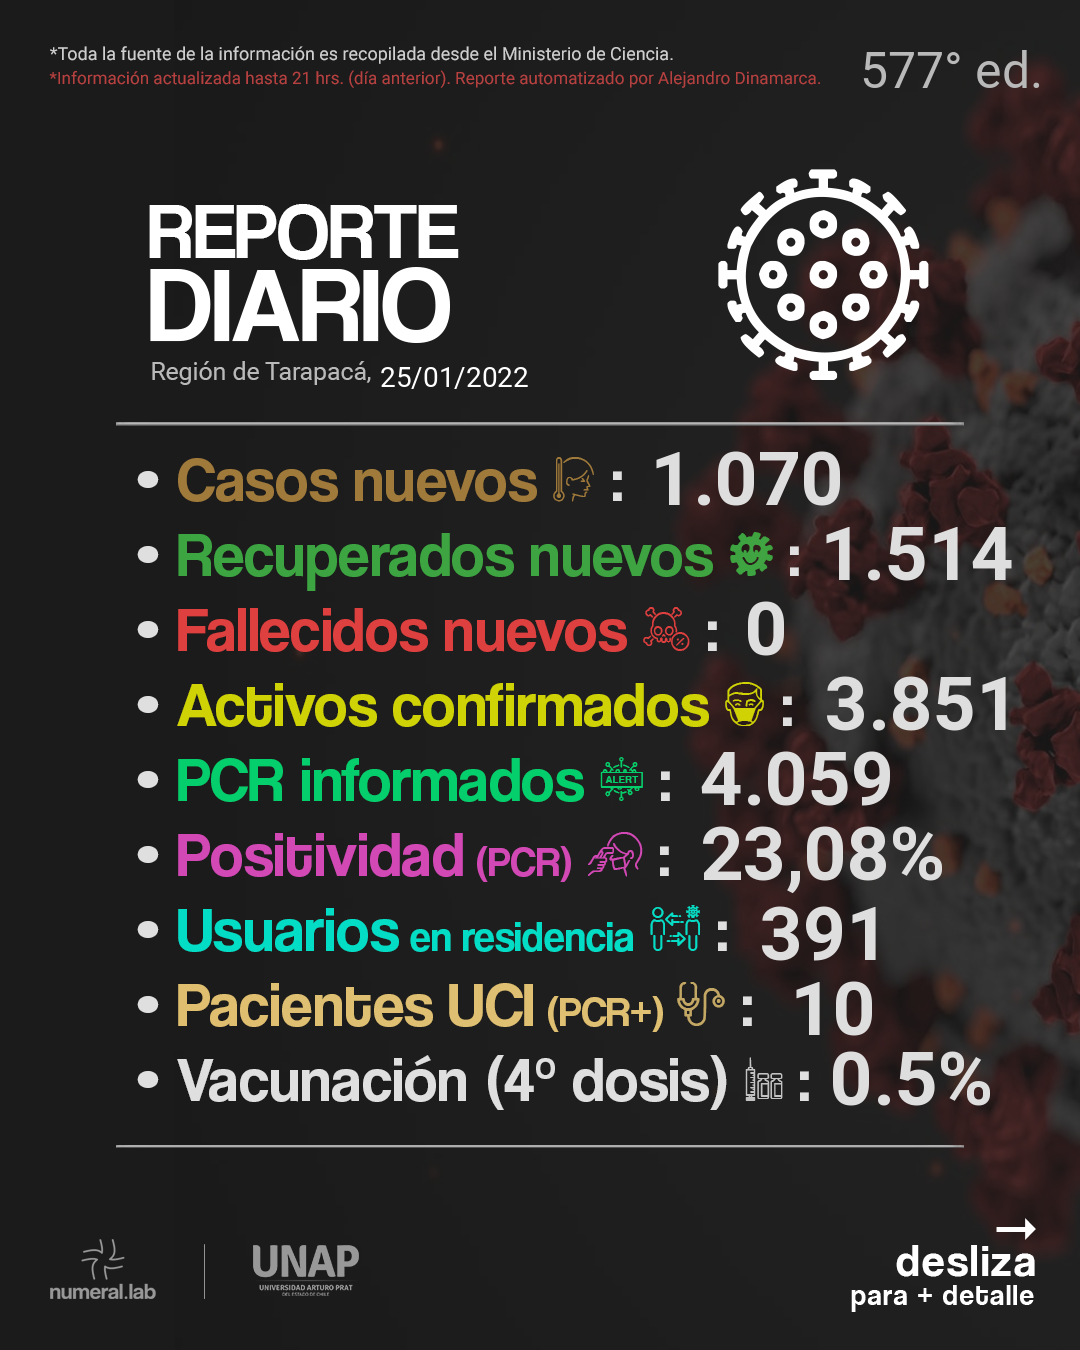 *Toda la fuente de la información es recopilada desde el Ministerio de Ciencia.
*Información actualizada hasta 21 hrs. (día anterior). Reporte automatizado por Alejandro Dinamarca.
577° ed.
REPORTE
DIARIO
Región de Tarapacá, 25/01/2022
• Casos nuevos : 1.070
• Recuperados nuevos : 1.514
• Fallecidos nuevos : 0
• Activos confirmados : 3.851
• PCR informados ALERT : 4.059
• Positividad (PCR) : 23,08%
• Usuarios en residencia : 391
• Pacientes UCI (PCR+) : 10
• Vacunación (4º dosis) : 0.5%
numeral.lab
UNAP
UNIVERSIDAD ARTURO PRAT
DEL ESTADO DE CHILE
desliza
para + detalle